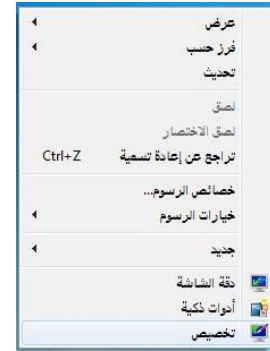 عرض
فرز حسب
تحديث
لصق
لصق الاختصار
تراجع عن إعادة تسمية Ctrl+Z
خصائص الرسوم...
خيارات الرسوم
جديد
دقة الشاشة
أدوات ذكية
تخصيص